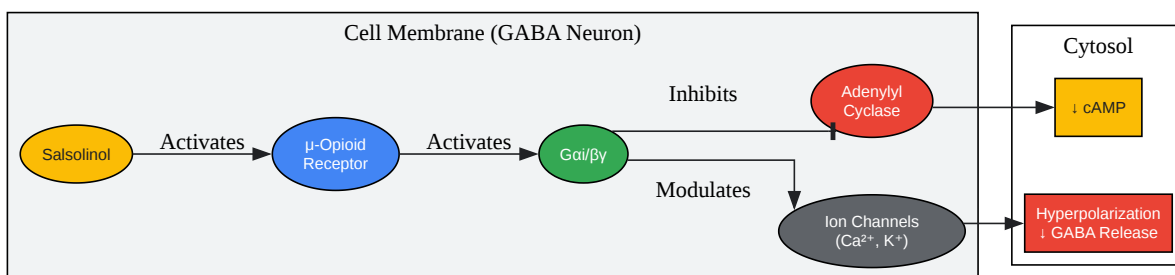 Cell Membrane (GABA Neuron)
Cytosol
Salsolinol
Activates
μ-Opioid
Receptor
Activates
Gαi/βγ
Inhibits
Adenylyl
Cyclase
↓ cAMP
Modulates
Ion Channels
(Ca²⁺, K⁺)
Hyperpolarization
↓ GABA Release